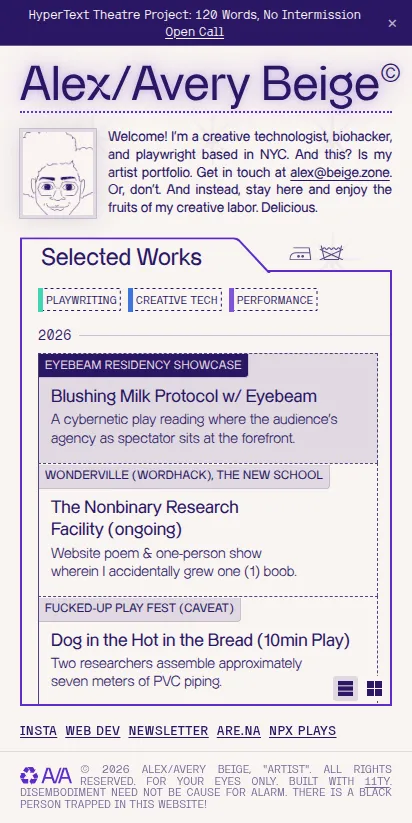 HyperText Theatre Project: 120 Words, No Intermission
Open Call
×
Alex/Avery Beige©
Welcome! I'm a creative technologist, biohacker,
and playwright based in NYC. And this? Is my
artist portfolio. Get in touch at alex@beige.zone.
Or, don't. And instead, stay here and enjoy the
fruits of my creative labor. Delicious.
Selected Works
PLAYWRITING
CREATIVE TECH
PERFORMANCE
2026
EYEBEAM RESIDENCY SHOWCASE
Blushing Milk Protocol w/ Eyebeam
A cybernetic play reading where the audience's
agency as spectator sits at the forefront.
WONDERVILLE (WORDHACK), THE NEW SCHOOL
The Nonbinary Research
Facility (ongoing)
Website poem & one-person show
wherein I accidentally grew one (1) boob.
FUCKED-UP PLAY FEST (CAVEAT)
Dog in the Hot in the Bread (10min Play)
Two researchers assemble approximately
seven meters of PVC piping.
INSTA WEB DEV NEWSLETTER ARE.NA NPX PLAYS
A/A © 2026 ALEX/AVERY BEIGE, "ARTIST". ALL RIGHTS
RESERVED. FOR YOUR EYES ONLY. BUILT WITH 11TY.
DISEMBODIMENT NEED NOT BE CAUSE FOR ALARM. THERE IS A BLACK
PERSON TRAPPED IN THIS WEBSITE!